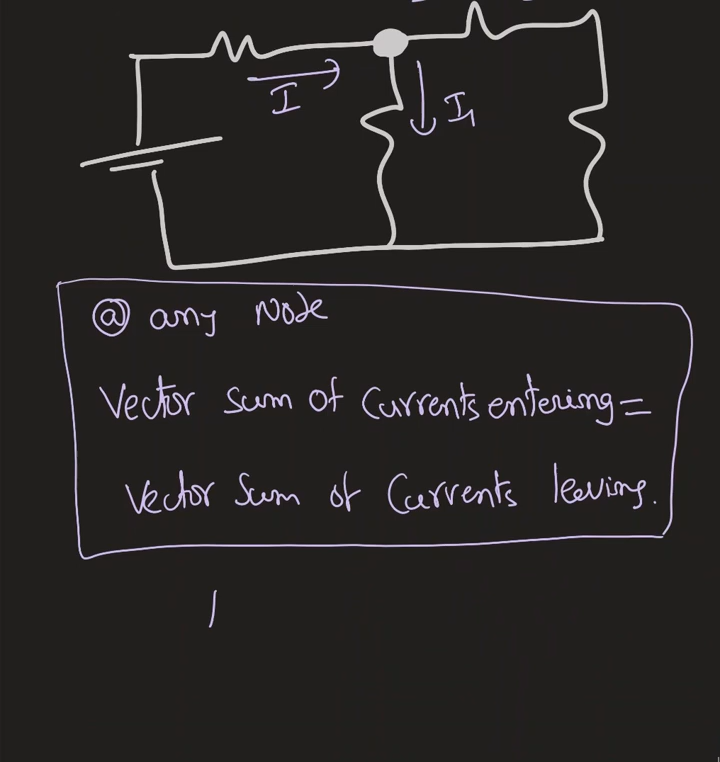 I
I₁
@ any Node
Vector sum of Currents entering =
Vector Sum of Currents leaving.